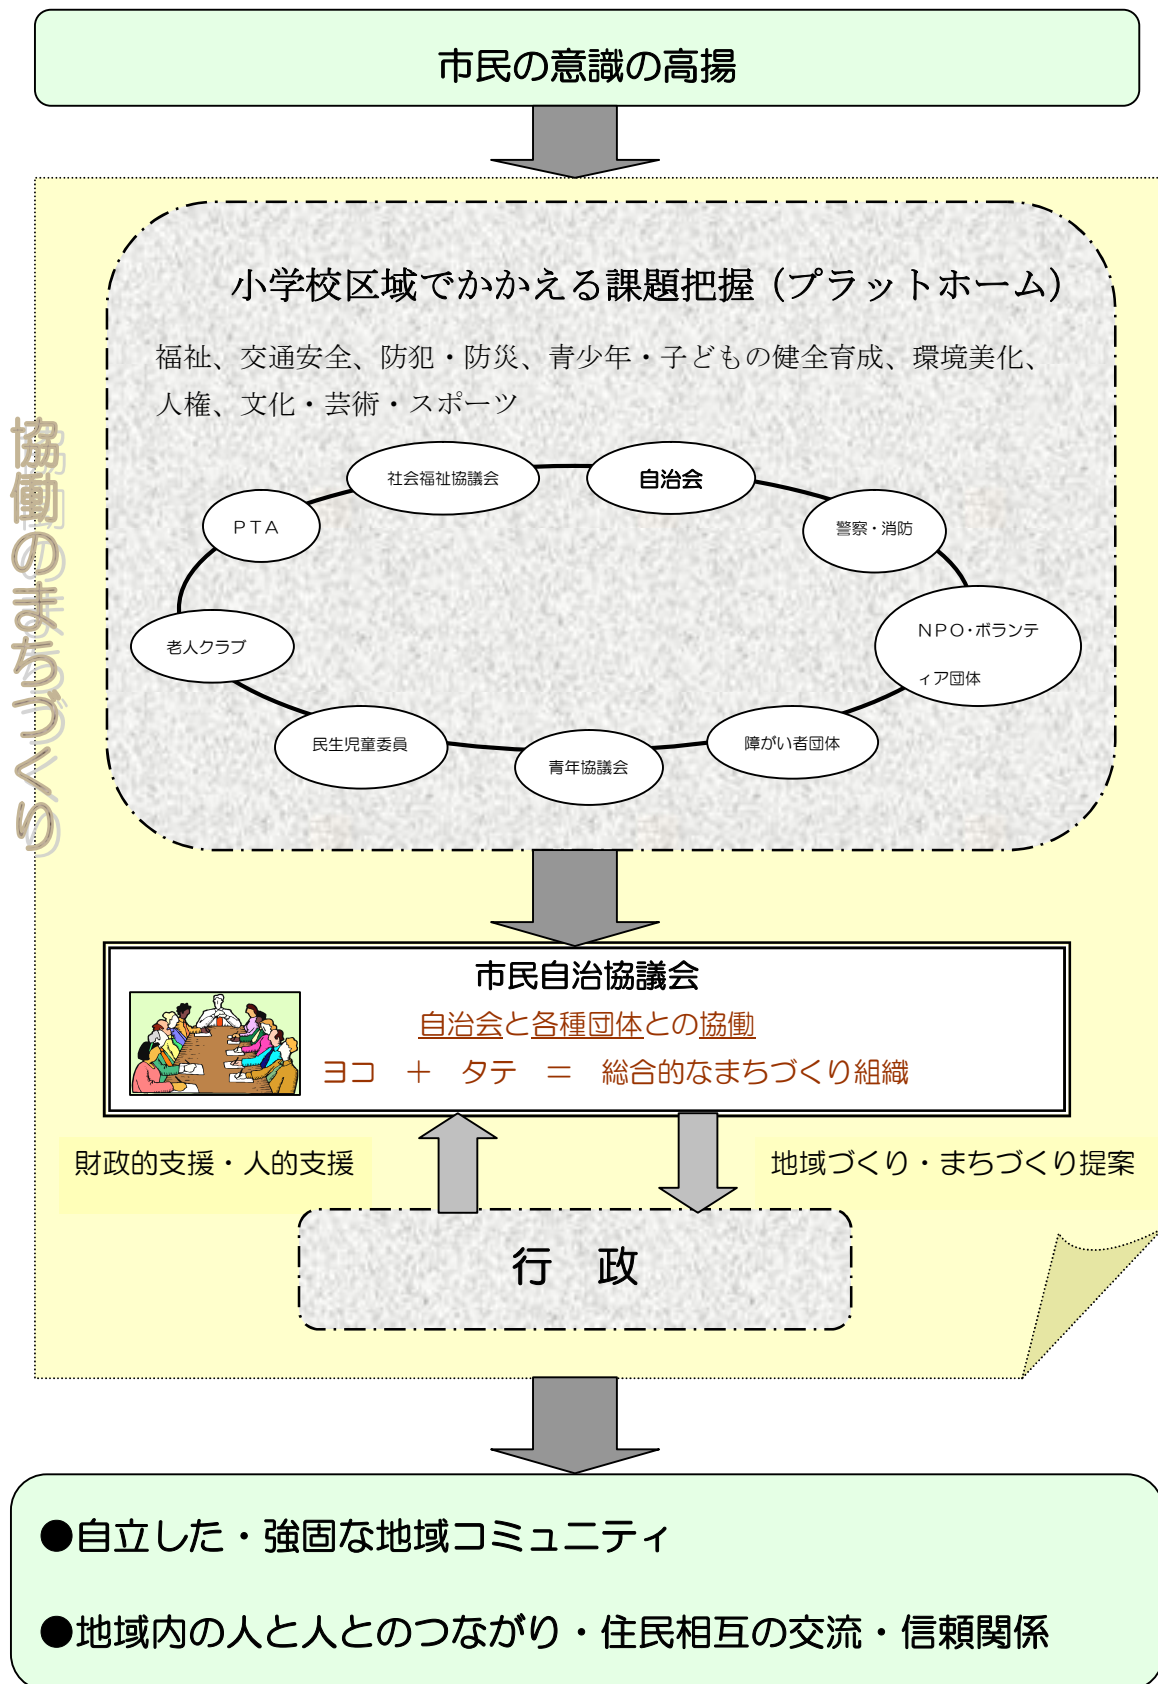 市民の意識の高揚
協働のまちづくり
小学校区域でかかえる課題把握（プラットホーム）
福祉、交通安全、防犯・防災、青少年・子どもの健全育成、環境美化、
人権、文化・芸術・スポーツ
社会福祉協議会
自治会
PTA
警察・消防
老人クラブ
NPO・ボランテ
ィア団体
民生児童委員
青年協議会
障がい者団体
市民自治協議会
自治会と各種団体との協働
ヨコ　＋　タテ　＝　総合的なまちづくり組織
財政的支援・人的支援
地域づくり・まちづくり提案
行　政
●自立した・強固な地域コミュニティ
●地域内の人と人とのつながり・住民相互の交流・信頼関係